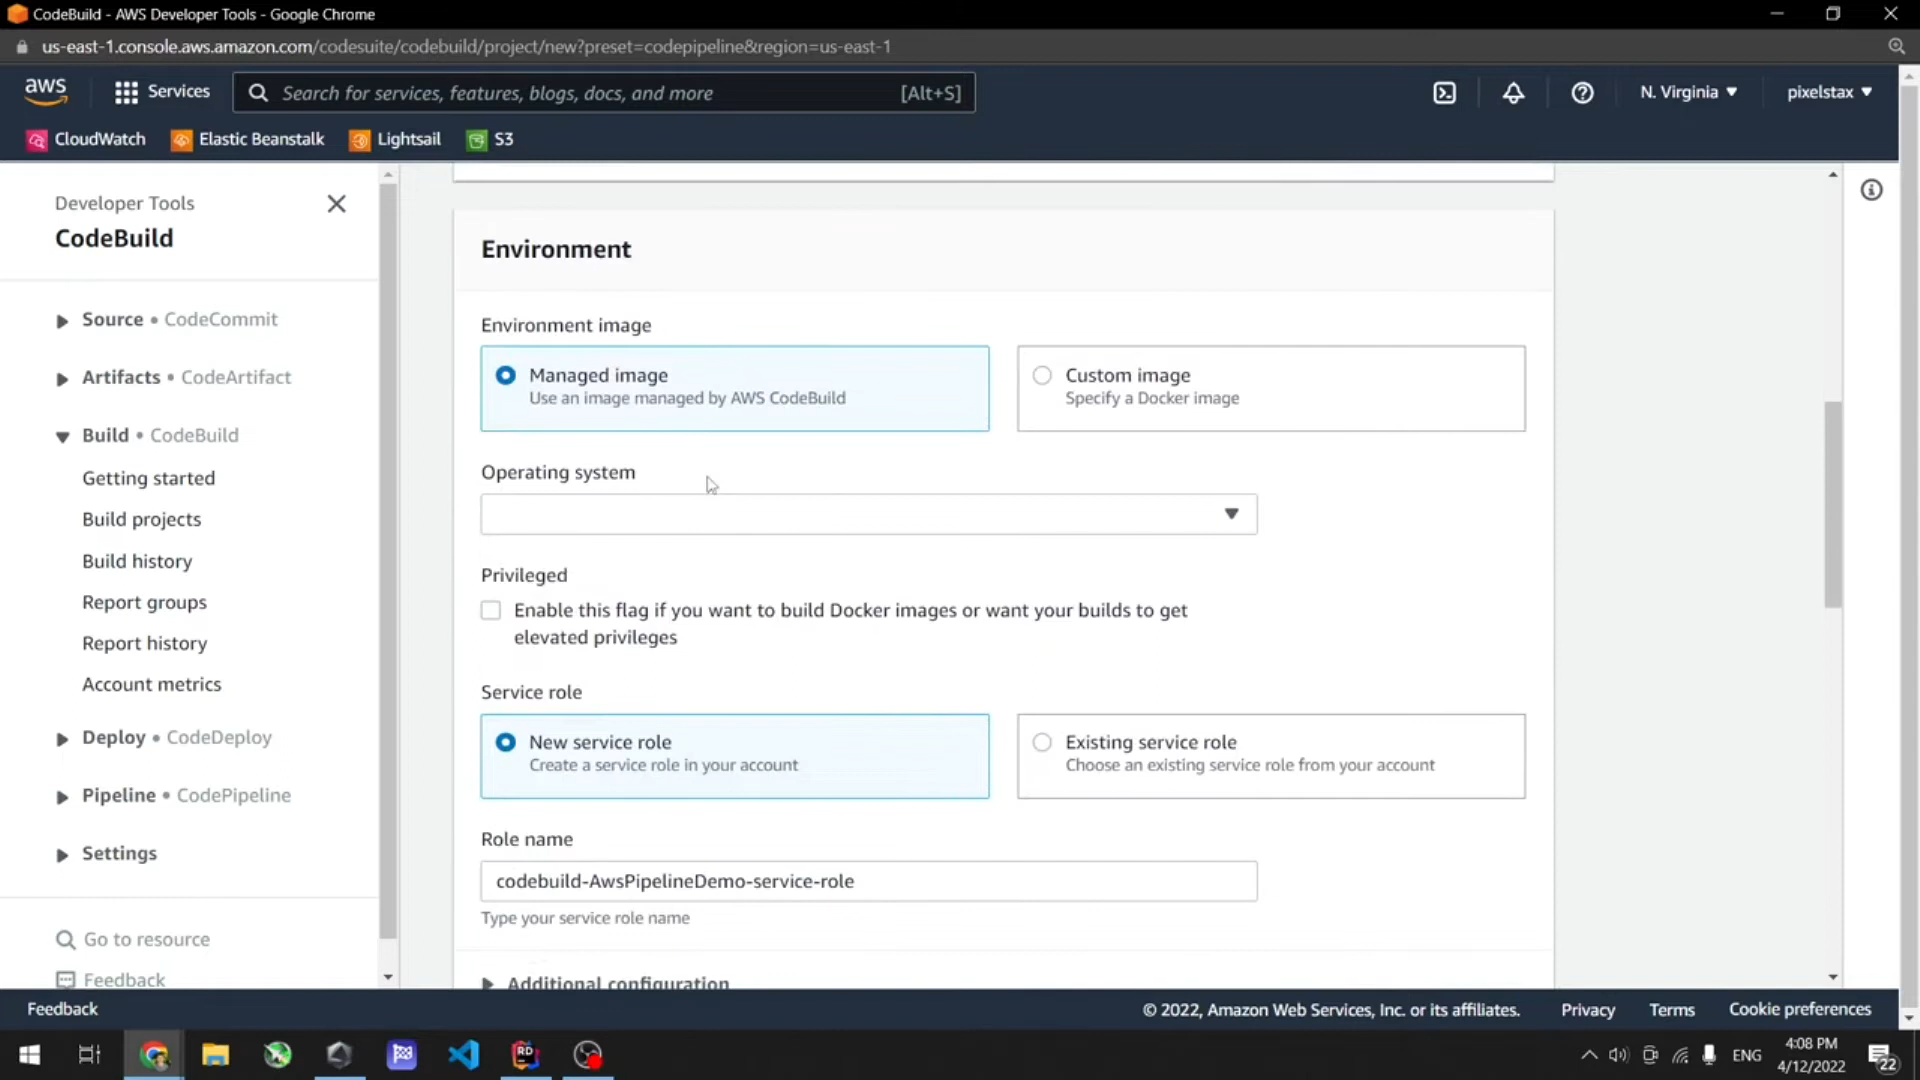 CodeBuild - AWS Developer Tools - Google Chrome
us-east-1.console.aws.amazon.com/codesuite/codebuild/project/new?preset=codepipeline&region=us-east-1
aws
Services
Search for services, features, blogs, docs, and more
[Alt+S]
N. Virginia
pixelstax
CloudWatch
Elastic Beanstalk
Lightsail
S3
Developer Tools
CodeBuild
Source • CodeCommit
Artifacts • CodeArtifact
Build • CodeBuild
Getting started
Build projects
Build history
Report groups
Report history
Account metrics
Deploy • CodeDeploy
Pipeline • CodePipeline
Settings
Go to resource
Feedback
Environment
Environment image
Managed image
Use an image managed by AWS CodeBuild
Custom image
Specify a Docker image
Operating system
Privileged
Enable this flag if you want to build Docker images or want your builds to get
elevated privileges
Service role
New service role
Create a service role in your account
Existing service role
Choose an existing service role from your account
Role name
codebuild-AwsPipelineDemo-service-role
Type your service role name
Additional configuration
Feedback
© 2022, Amazon Web Services, Inc. or its affiliates.
Privacy
Terms
Cookie preferences
RD
ENG
4:08 PM
4/12/2022
22